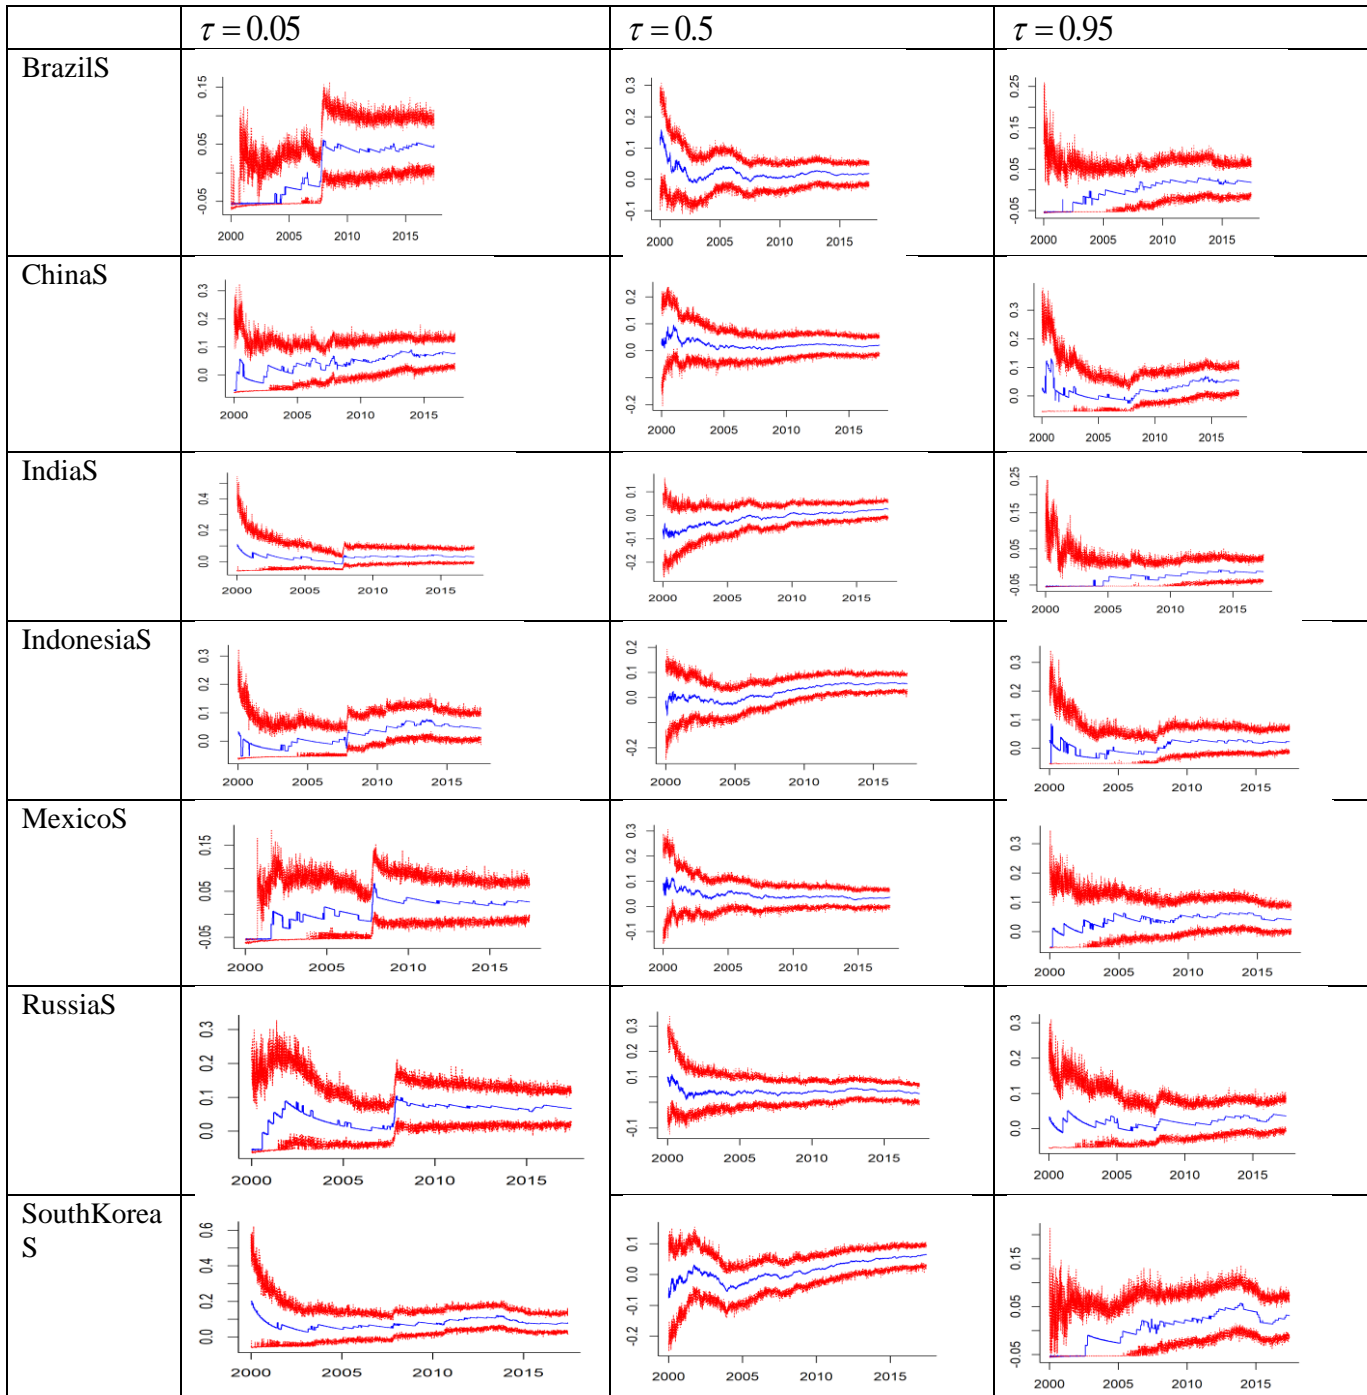 τ = 0.05 τ = 0.5 τ = 0.95
BrazilS
-0.05 0.05 0.15
2000 2005 2010 2015
-0.1 0.0 0.1 0.2 0.3
2000 2005 2010 2015
-0.05 0.05 0.15 0.25
2000 2005 2010 2015
ChinaS
0.0 0.1 0.2 0.3
2000 2005 2010 2015
-0.2 0.0 0.1 0.2
2000 2005 2010 2015
0.0 0.1 0.2 0.3
2000 2005 2010 2015
IndiaS
0.0 0.2 0.4
2000 2005 2010 2015
-0.2 -0.1 0.0 0.1
2000 2005 2010 2015
-0.05 0.05 0.15 0.25
2000 2005 2010 2015
IndonesiaS
0.0 0.1 0.2 0.3
2000 2005 2010 2015
-0.2 0.0 0.1 0.2
2000 2005 2010 2015
0.0 0.1 0.2 0.3
2000 2005 2010 2015
MexicoS
-0.05 0.05 0.15
2000 2005 2010 2015
-0.1 0.0 0.1 0.2 0.3
2000 2005 2010 2015
0.0 0.1 0.2 0.3
2000 2005 2010 2015
RussiaS
0.0 0.1 0.2 0.3
2000 2005 2010 2015
-0.1 0.0 0.1 0.2 0.3
2000 2005 2010 2015
0.0 0.1 0.2 0.3
2000 2005 2010 2015
SouthKorea
S
0.0 0.2 0.4 0.6
2000 2005 2010 2015
-0.2 -0.1 0.0 0.1
2000 2005 2010 2015
-0.05 0.05 0.15
2000 2005 2010 2015